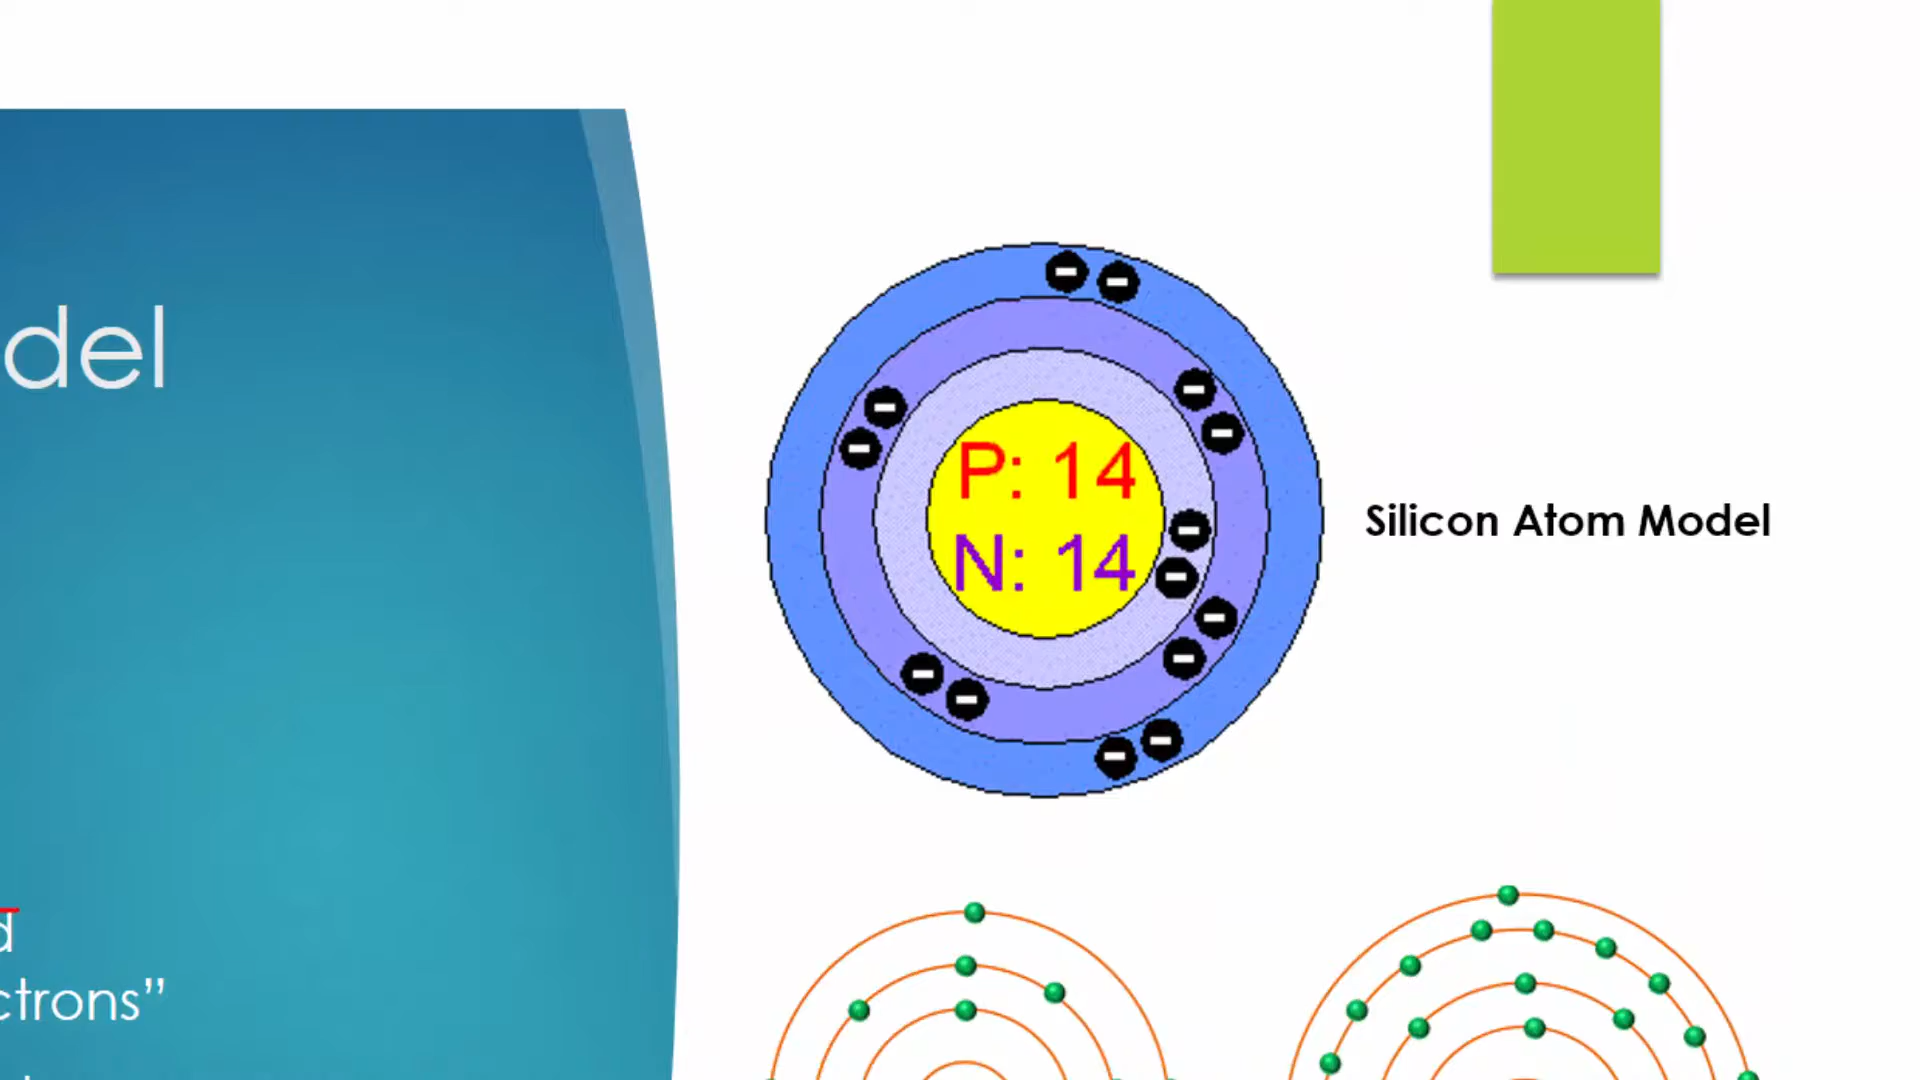 del
d
ctrons”
P: 14
N: 14
Silicon Atom Model